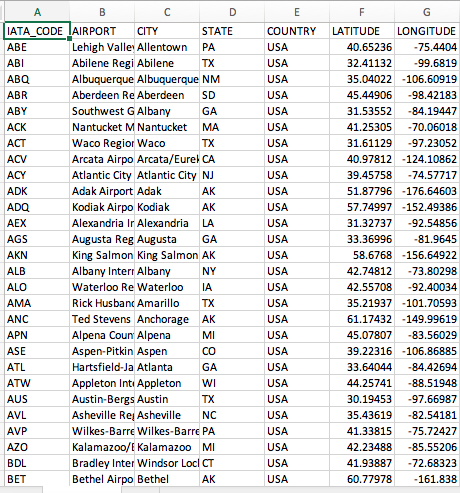 A B C D E F G
IATA_CODE AIRPORT CITY STATE COUNTRY LATITUDE LONGITUDE
ABE Lehigh Valley Allentown PA USA 40.65236 -75.4404
ABI Abilene Regi Abilene TX USA 32.41132 -99.6819
ABQ Albuquerque Albuquerque NM USA 35.04022 -106.60919
ABR Aberdeen Re Aberdeen SD USA 45.44906 -98.42183
ABY Southwest G Albany GA USA 31.53552 -84.19447
ACK Nantucket M Nantucket MA USA 41.25305 -70.06018
ACT Waco Region Waco TX USA 31.61129 -97.23052
ACV Arcata Airpo Arcata/Eurek CA USA 40.97812 -124.10862
ACY Atlantic City Atlantic City NJ USA 39.45758 -74.57717
ADK Adak Airport Adak AK USA 51.87796 -176.64603
ADQ Kodiak Airpo Kodiak AK USA 57.74997 -152.49386
AEX Alexandria Ir Alexandria LA USA 31.32737 -92.54856
AGS Augusta Reg Augusta GA USA 33.36996 -81.9645
AKN King Salmon King Salmon AK USA 58.6768 -156.64922
ALB Albany Interr Albany NY USA 42.74812 -73.80298
ALO Waterloo Re Waterloo IA USA 42.55708 -92.40034
AMA Rick Husband Amarillo TX USA 35.21937 -101.70593
ANC Ted Stevens Anchorage AK USA 61.17432 -149.99619
APN Alpena Coun Alpena MI USA 45.07807 -83.56029
ASE Aspen-Pitkin Aspen CO USA 39.22316 -106.86885
ATL Hartsfield-Ja Atlanta GA USA 33.64044 -84.42694
ATW Appleton Int Appleton WI USA 44.25741 -88.51948
AUS Austin-Bergs Austin TX USA 30.19453 -97.66987
AVL Asheville Reg Asheville NC USA 35.43619 -82.54181
AVP Wilkes-Barre Wilkes-Barre PA USA 41.33815 -75.72427
AZO Kalamazoo/B Kalamazoo MI USA 42.23488 -85.55206
BDL Bradley Inter Windsor Loc CT USA 41.93887 -72.68323
BET Bethel Airpo Bethel AK USA 60.77978 -161.838